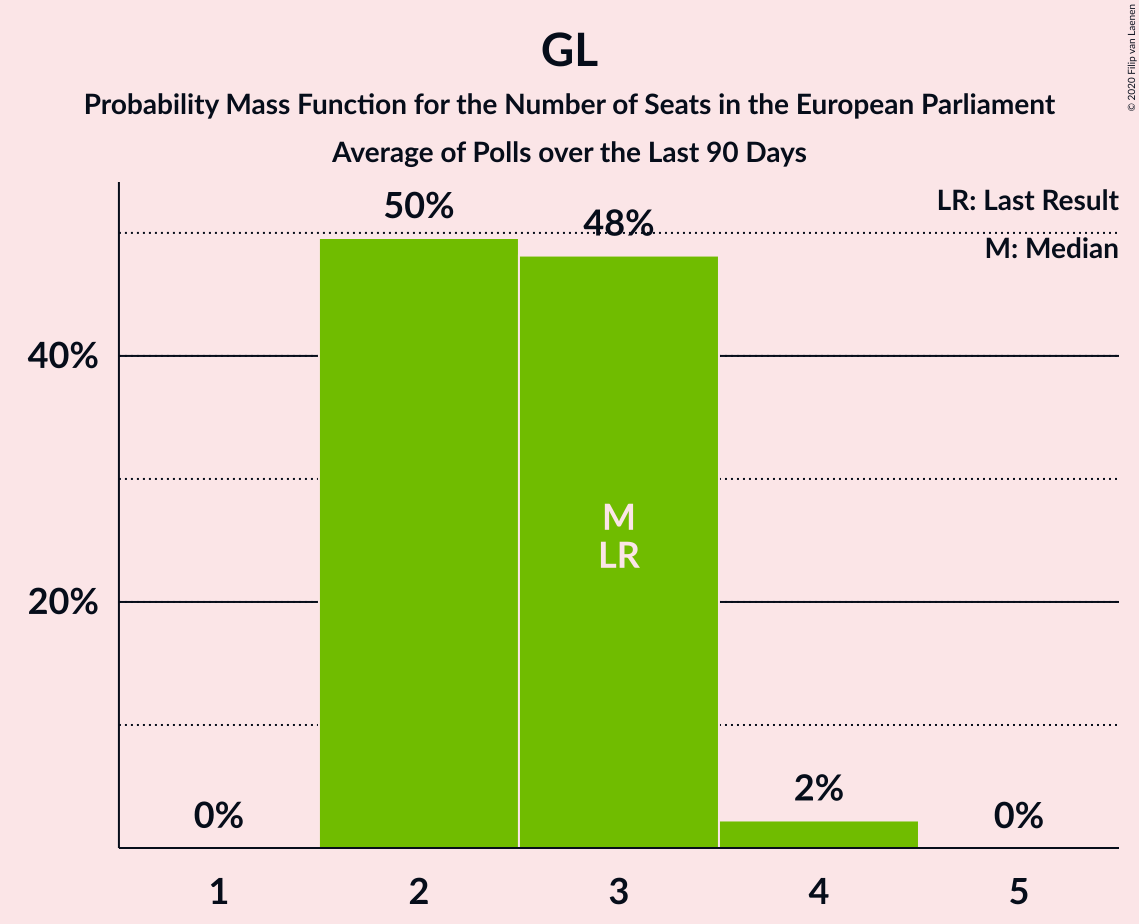 GL
Probability Mass Function for the Number of Seats in the European Parliament
Average of Polls over the Last 90 Days
© 2020 Filip van Laenen
LR: Last Result
M: Median
50%
48%
40%
M
LR
20%
0%
2%
0%
1 2 3 4 5